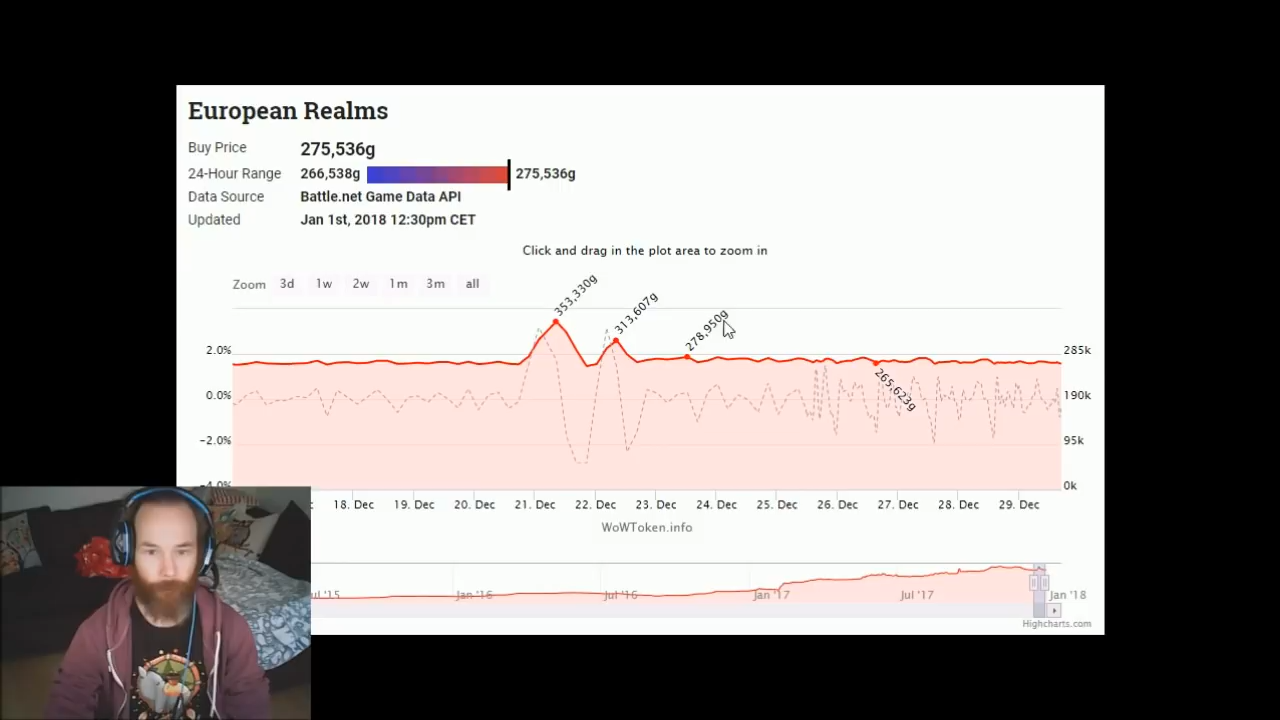 European Realms
Buy Price 275,536g
24-Hour Range 266,538g 275,536g
Data Source Battle.net Game Data API
Updated Jan 1st, 2018 12:30pm CET
Click and drag in the plot area to zoom in
Zoom 3d 1w 2w 1m 3m all
353,330g
313,607g
278,950g
265,623g
2.0% 285k
0.0% 190k
-2.0% 95k
-4.0% 0k
18. Dec 19. Dec 20. Dec 21. Dec 22. Dec 23. Dec 24. Dec 25. Dec 26. Dec 27. Dec 28. Dec 29. Dec
WoWToken.info
Jan '16 Jul '16 Jan '17 Jul '17 Jan '18
Highcharts.com